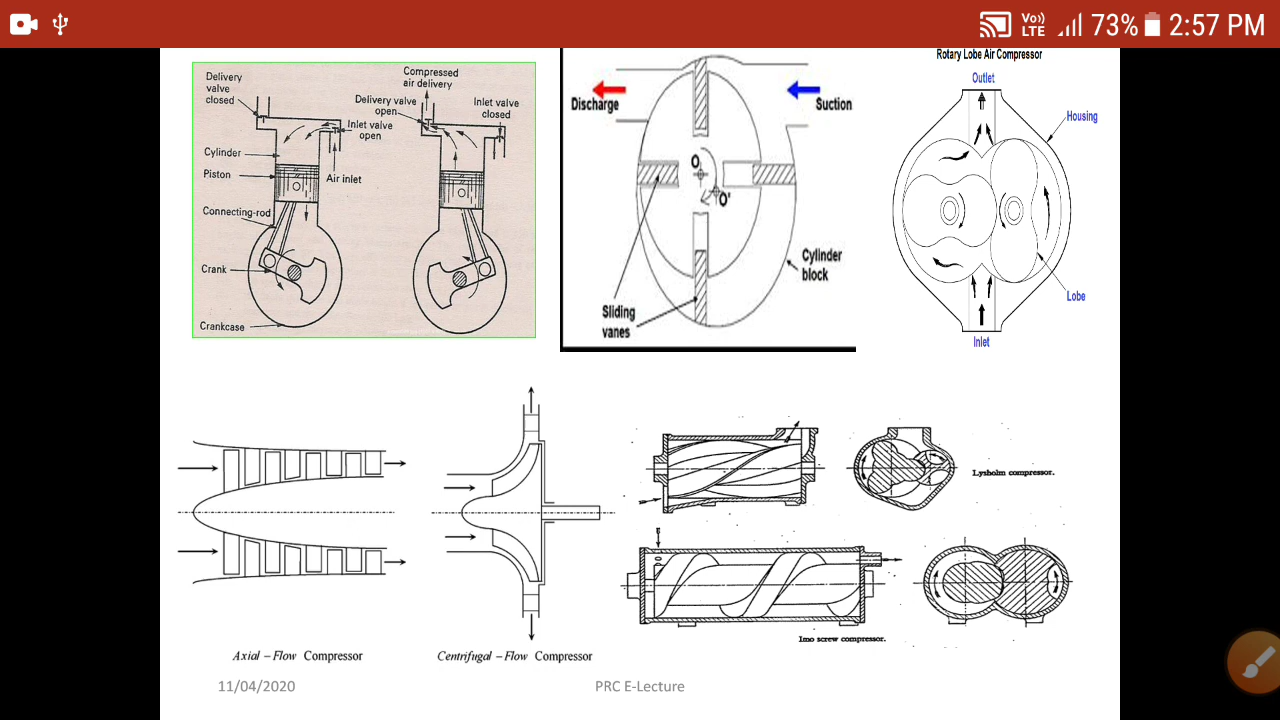 Vo))
LTE
73%
2:57 PM
Delivery
valve
closed
Compressed
air delivery
Delivery valve
open
Inlet valve
closed
Inlet valve
open
Cylinder
Piston
Air inlet
Connecting-rod
Crank
Crankcase
Discharge
Suction
O
O'
Cylinder
block
Sliding
vanes
Rotary Lobe Air Compressor
Outlet
Housing
Lobe
Inlet
Axial – Flow Compressor
Centrifugal – Flow Compressor
Lysholm compressor.
Imo screw compressor.
11/04/2020
PRC E-Lecture